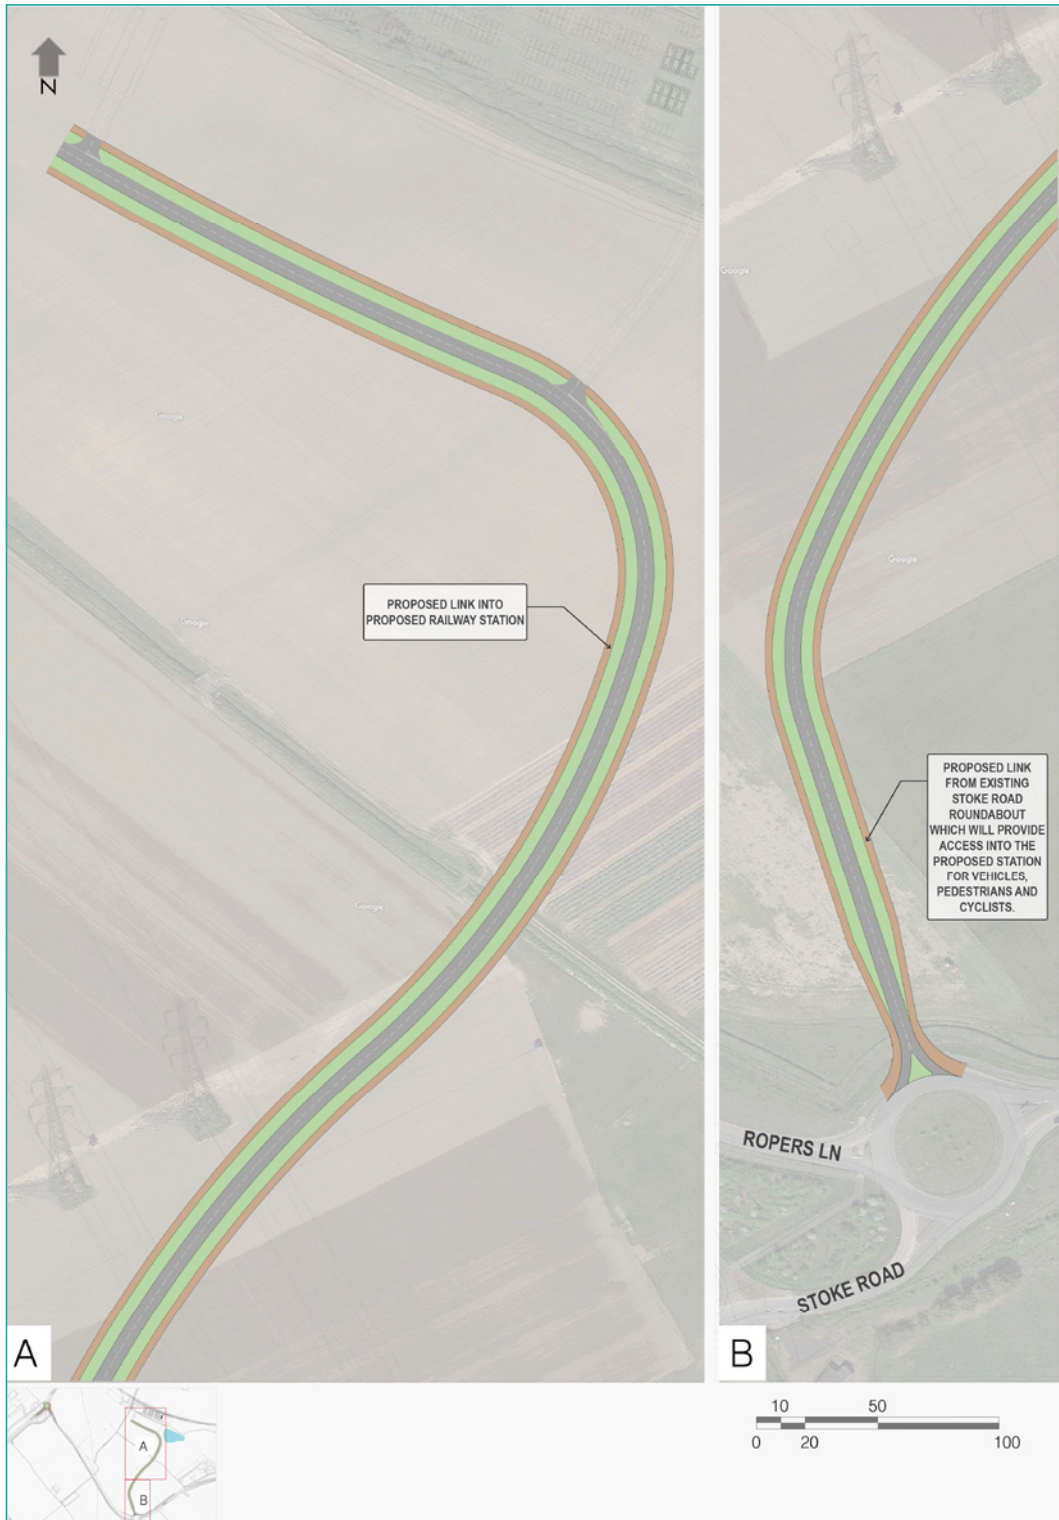 N
Google
PROPOSED LINK INTO
PROPOSED RAILWAY STATION
Google
Google
A
Google
Google
PROPOSED LINK
FROM EXISTING
STOKE ROAD
ROUNDABOUT
WHICH WILL PROVIDE
ACCESS INTO THE
PROPOSED STATION
FOR VEHICLES,
PEDESTRIANS AND
CYCLISTS.
ROPERS LN
STOKE ROAD
B
A
B
10 50
0 20 100